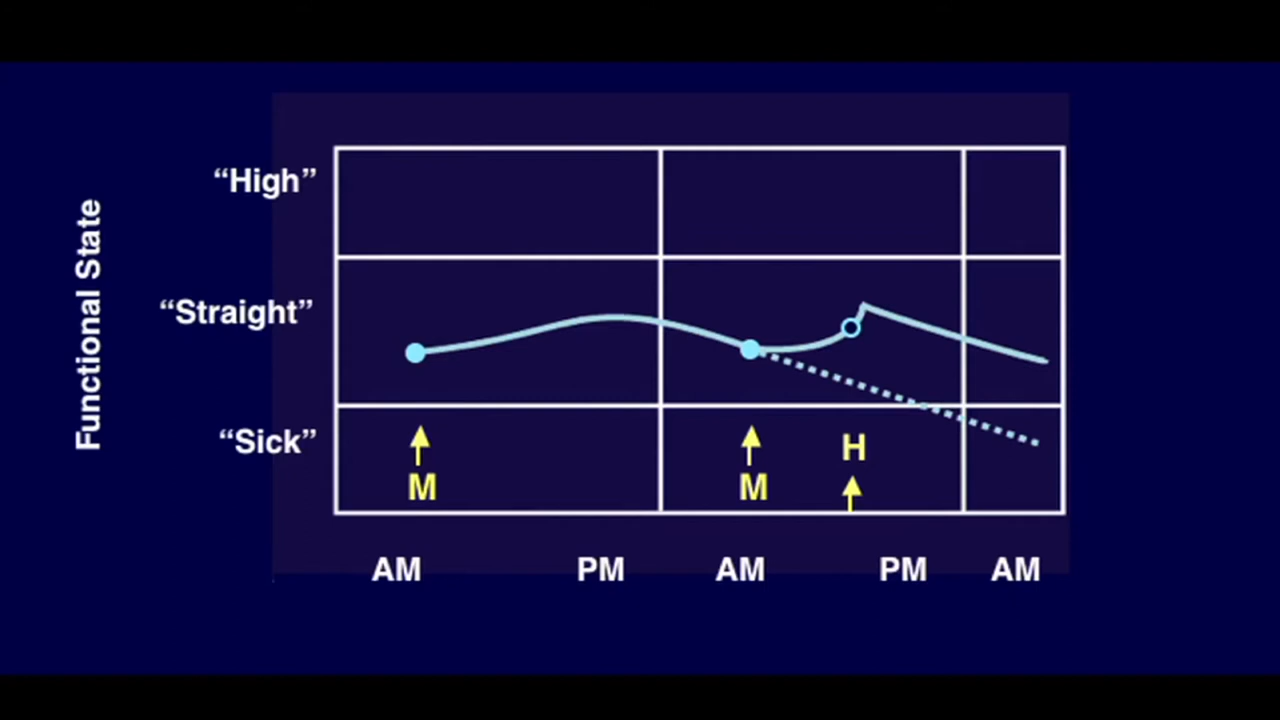 “High”
Functional State
“Straight”
“Sick”
H
M
M
AM
PM
AM
PM
AM